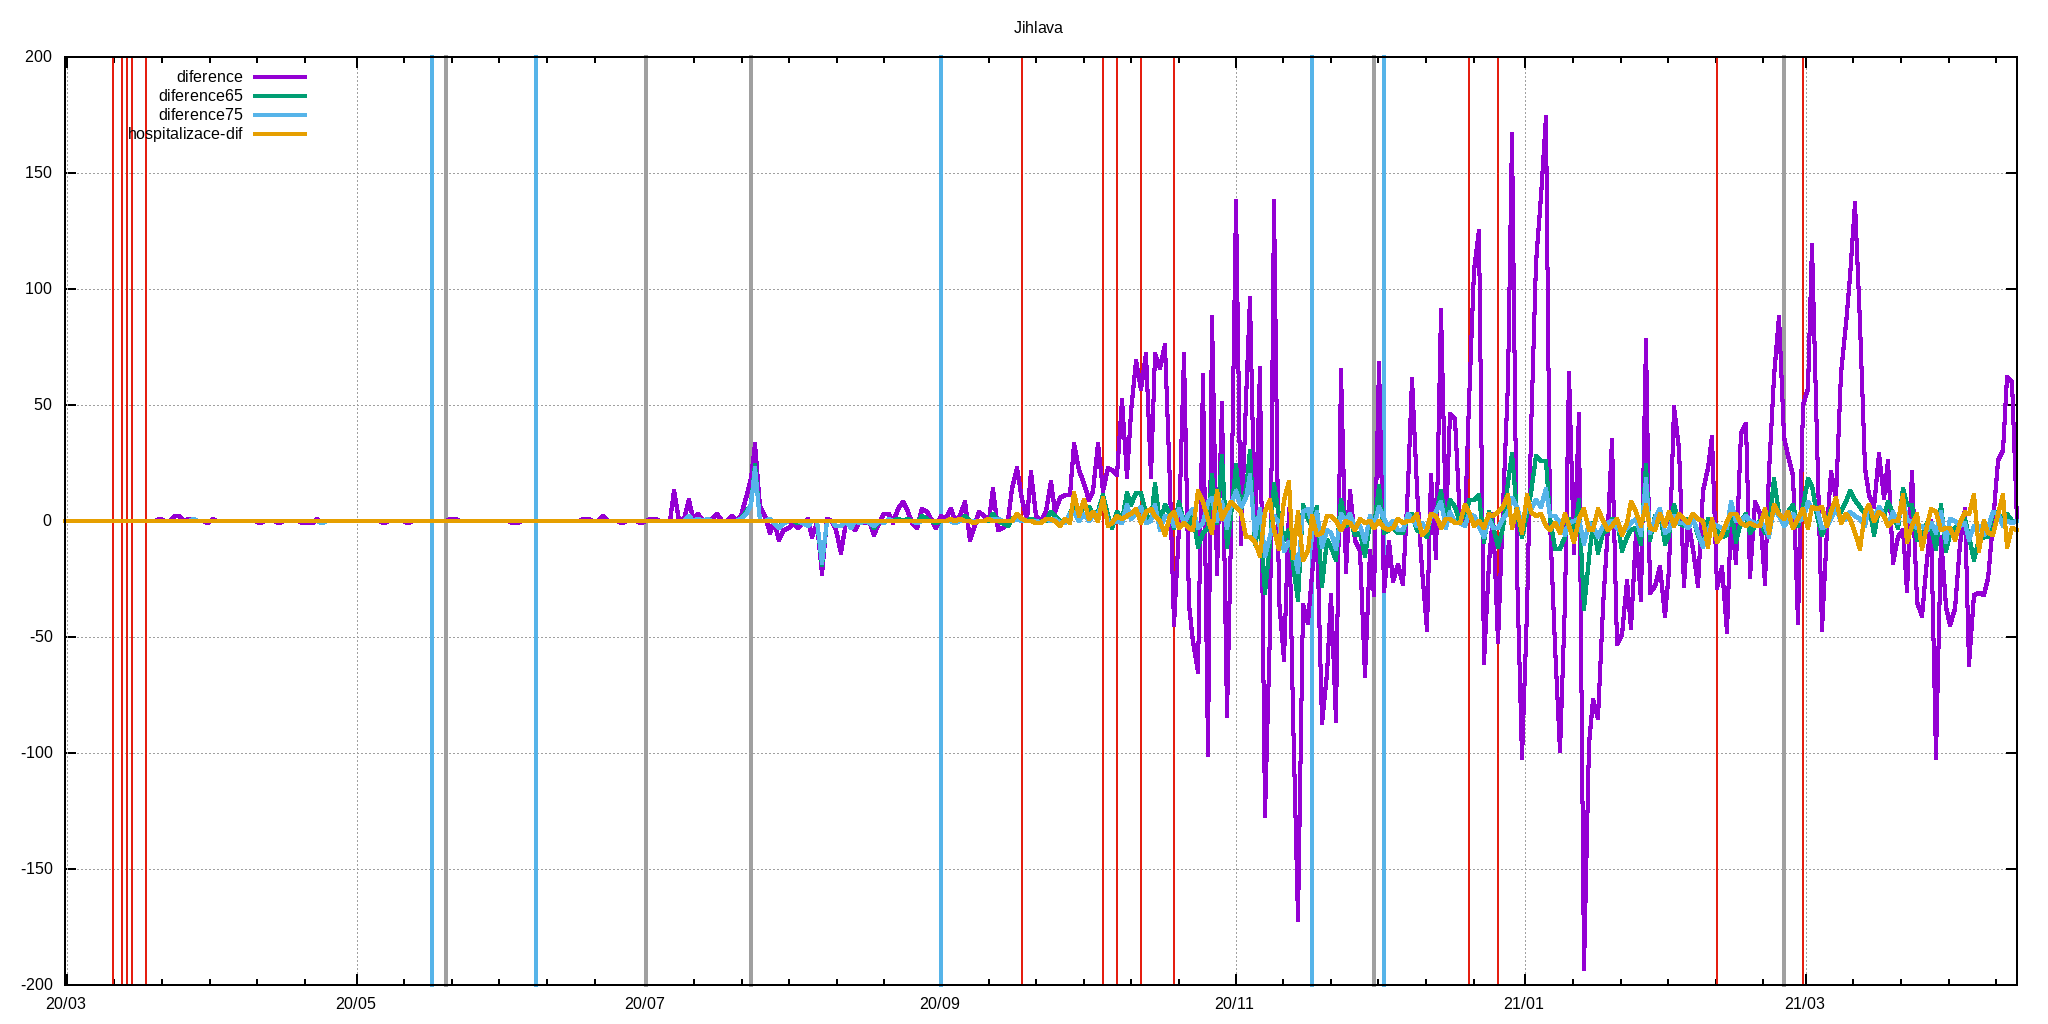 Jihlava
200
diference
diference65
diference75
hospitalizace-dif
150
100
50
0
-50
-100
-150
-200
20/03 20/05 20/07 20/09 20/11 21/01 21/03